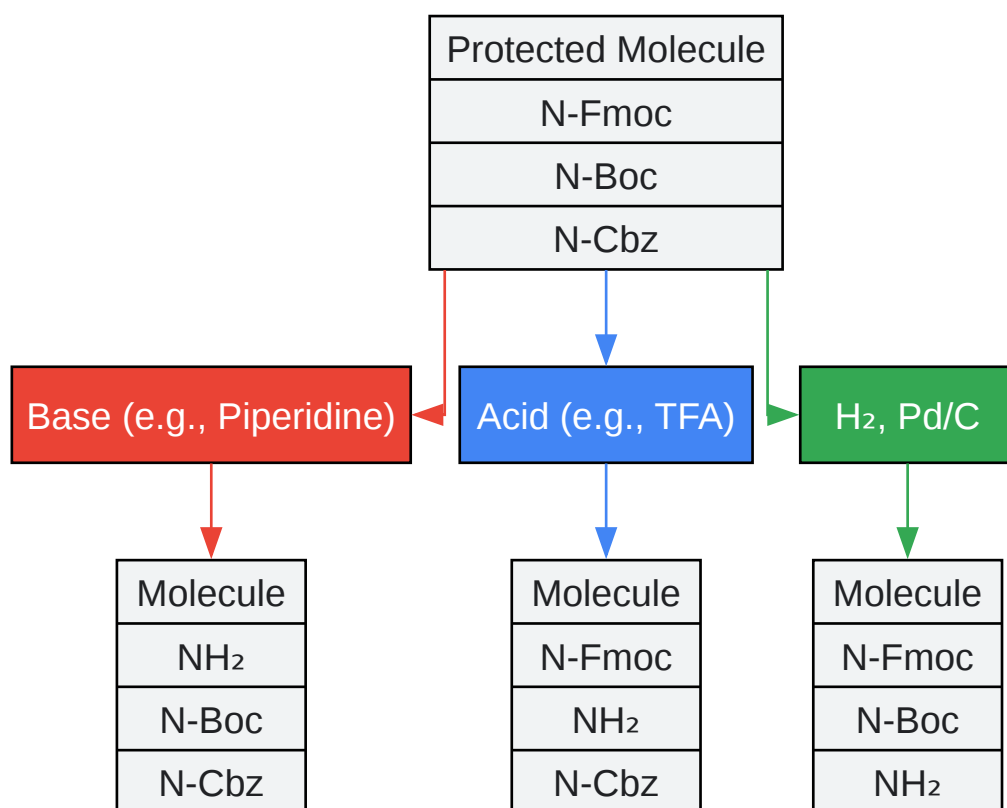 Protected Molecule
N-Fmoc
N-Boc
N-Cbz
Base (e.g., Piperidine)
Acid (e.g., TFA)
H₂, Pd/C
Molecule
NH₂
N-Boc
N-Cbz
Molecule
N-Fmoc
NH₂
N-Cbz
Molecule
N-Fmoc
N-Boc
NH₂